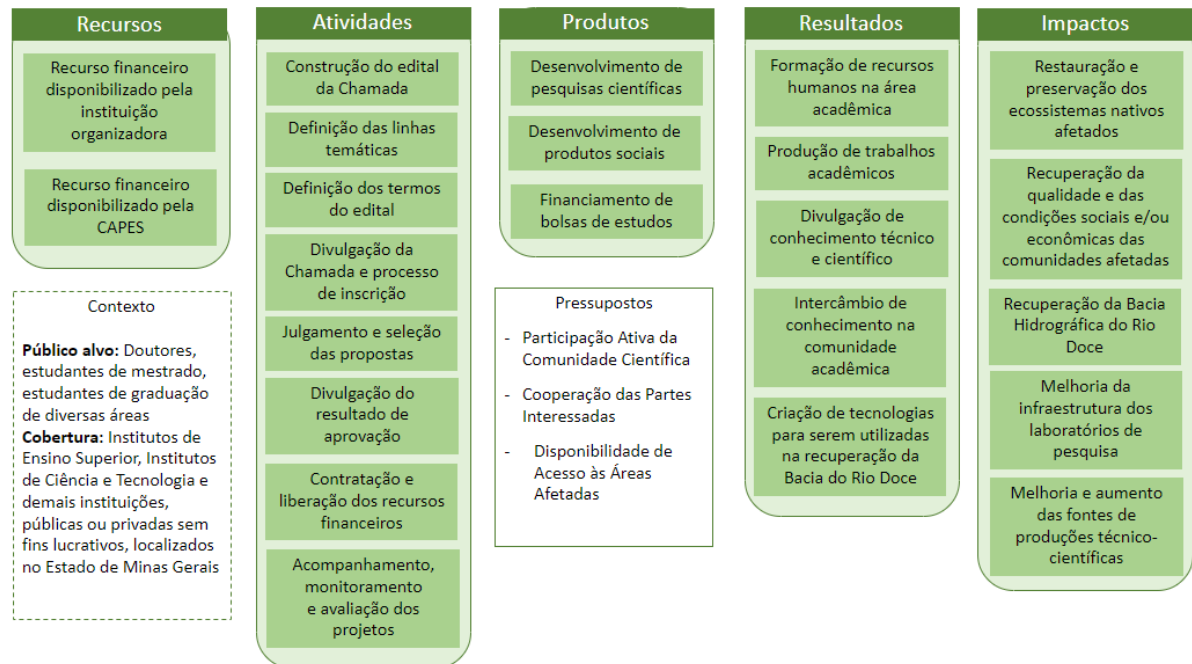 Recursos
Recurso financeiro
disponibilizado pela
instituição
organizadora
Recurso financeiro
disponibilizado pela
CAPES
Contexto
Público alvo: Doutores,
estudantes de mestrado,
estudantes de graduação
de diversas áreas
Cobertura: Institutos de
Ensino Superior, Institutos
de Ciência e Tecnologia e
demais instituições,
públicas ou privadas sem
fins lucrativos, localizados
no Estado de Minas Gerais
Atividades
Construção do edital
da Chamada
Definição das linhas
temáticas
Definição dos termos
do edital
Divulgação da
Chamada e processo
de inscrição
Julgamento e seleção
das propostas
Divulgação do
resultado de
aprovação
Contratação e
liberação dos recursos
financeiros
Acompanhamento,
monitoramento
e avaliação dos
projetos
Produtos
Desenvolvimento de
pesquisas científicas
Desenvolvimento de
produtos sociais
Financiamento de
bolsas de estudos
Pressupostos
- Participação Ativa da
Comunidade Científica
- Cooperação das Partes
Interessadas
- Disponibilidade de
Acesso às Áreas
Afetadas
Resultados
Formação de recursos
humanos na área
acadêmica
Produção de trabalhos
acadêmicos
Divulgação de
conhecimento técnico
e científico
Intercâmbio de
conhecimento na
comunidade
acadêmica
Criação de tecnologias
para serem utilizadas
na recuperação da
Bacia do Rio Doce
Impactos
Restauração e
preservação dos
ecossistemas nativos
afetados
Recuperação da
qualidade e das
condições sociais e/ou
econômicas das
comunidades afetadas
Recuperação da Bacia
Hidrográfica do Rio
Doce
Melhoria da
infraestrutura dos
laboratórios de
pesquisa
Melhoria e aumento
das fontes de
produções técnico-
científicas